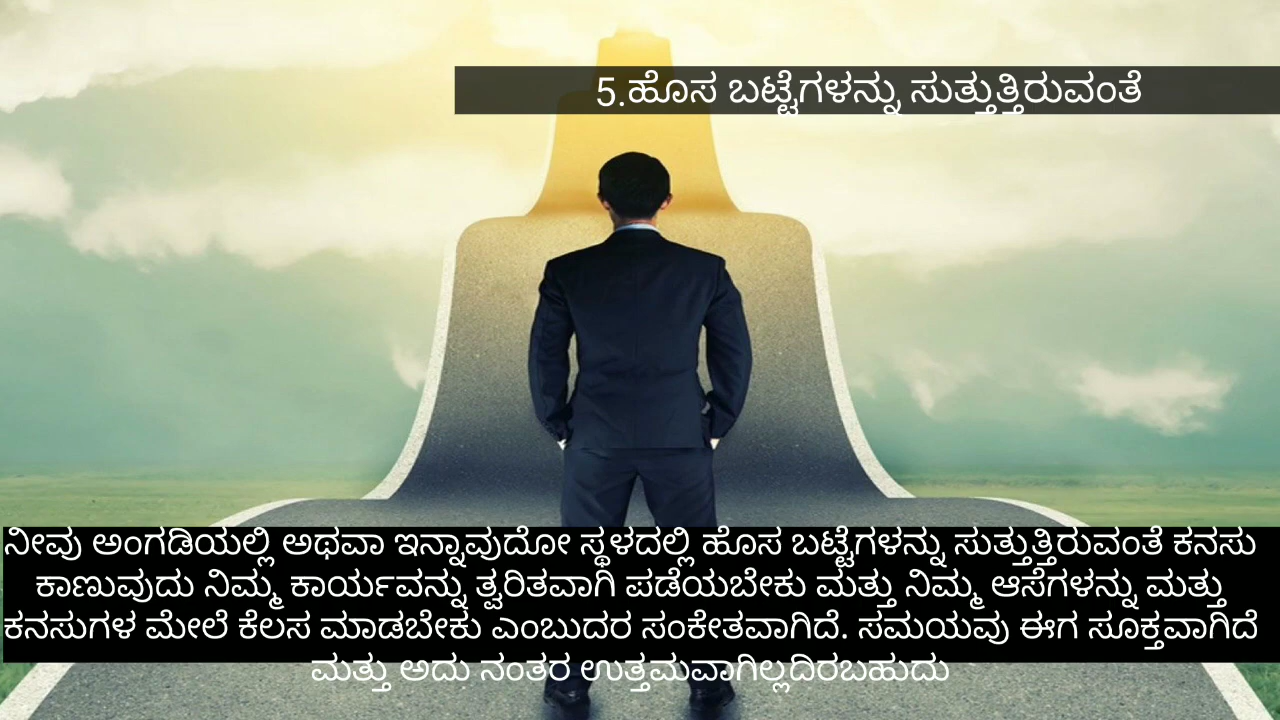 5.ಹೊಸ ಬಟ್ಟೆಗಳನ್ನು ಸುತ್ತುತ್ತಿರುವಂತೆ
ನೀವು ಅಂಗಡಿಯಲ್ಲಿ ಅಥವಾ ಇನ್ನಾವುದೋ ಸ್ಥಳದಲ್ಲಿ ಹೊಸ ಬಟ್ಟೆಗಳನ್ನು ಸುತ್ತುತ್ತಿರುವಂತೆ ಕನಸು
ಕಾಣುವುದು ನಿಮ್ಮ ಕಾರ್ಯವನ್ನು ತ್ವರಿತವಾಗಿ ಪಡೆಯಬೇಕು ಮತ್ತು ನಿಮ್ಮ ಆಸೆಗಳನ್ನು ಮತ್ತು
ಕನಸುಗಳ ಮೇಲೆ ಕೆಲಸ ಮಾಡಬೇಕು ಎಂಬುದರ ಸಂಕೇತವಾಗಿದೆ. ಸಮಯವು ಈಗ ಸೂಕ್ತವಾಗಿದೆ
ಮತ್ತು ಅದು ನಂತರ ಉತ್ತಮವಾಗಿಲ್ಲದಿರಬಹುದು